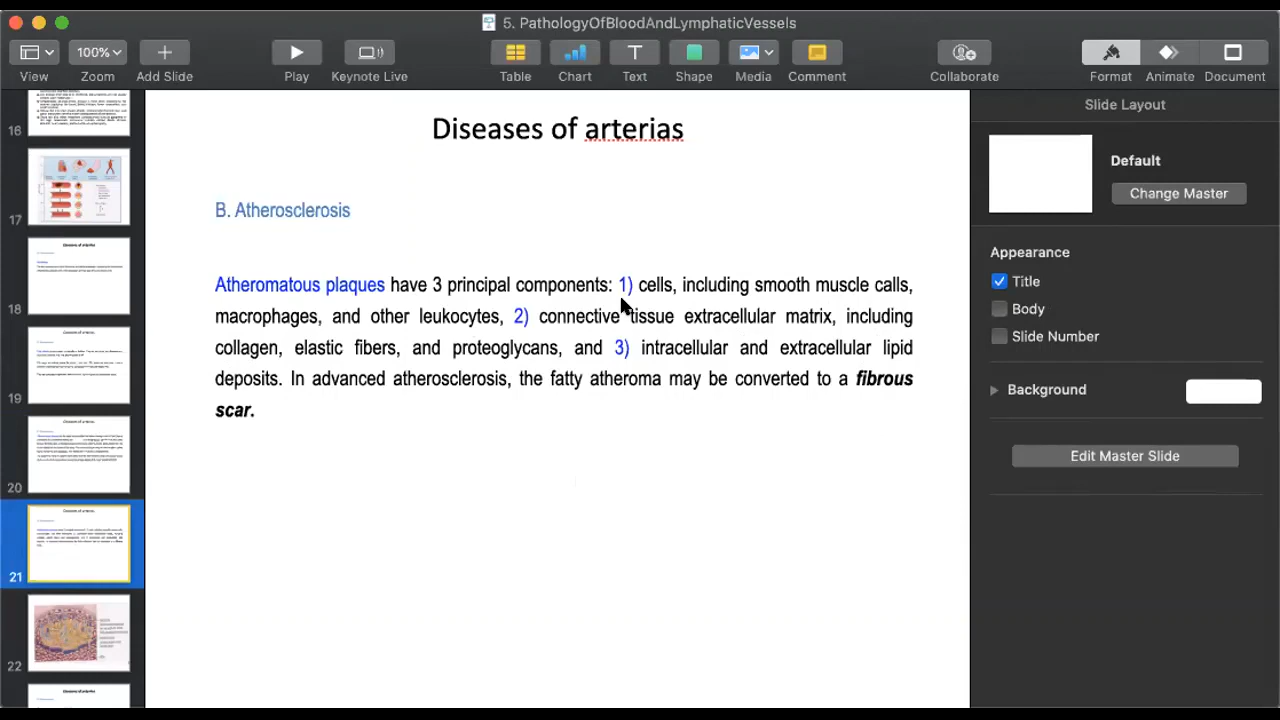 5. PathologyOfBloodAndLymphaticVessels
100%
View
Zoom
Add Slide
Play
Keynote Live
Table
Chart
Text
Shape
Media
Comment
Collaborate
Format
Animate
Document
16
17
18
19
20
21
22
Diseases of arterias
B. Atherosclerosis
Atheromatous plaques have 3 principal components: 1) cells, including smooth muscle calls,
macrophages, and other leukocytes, 2) connective tissue extracellular matrix, including
collagen, elastic fibers, and proteoglycans, and 3) intracellular and extracellular lipid
deposits. In advanced atherosclerosis, the fatty atheroma may be converted to a fibrous
scar.
Slide Layout
Default
Change Master
Appearance
Title
Body
Slide Number
Background
Edit Master Slide